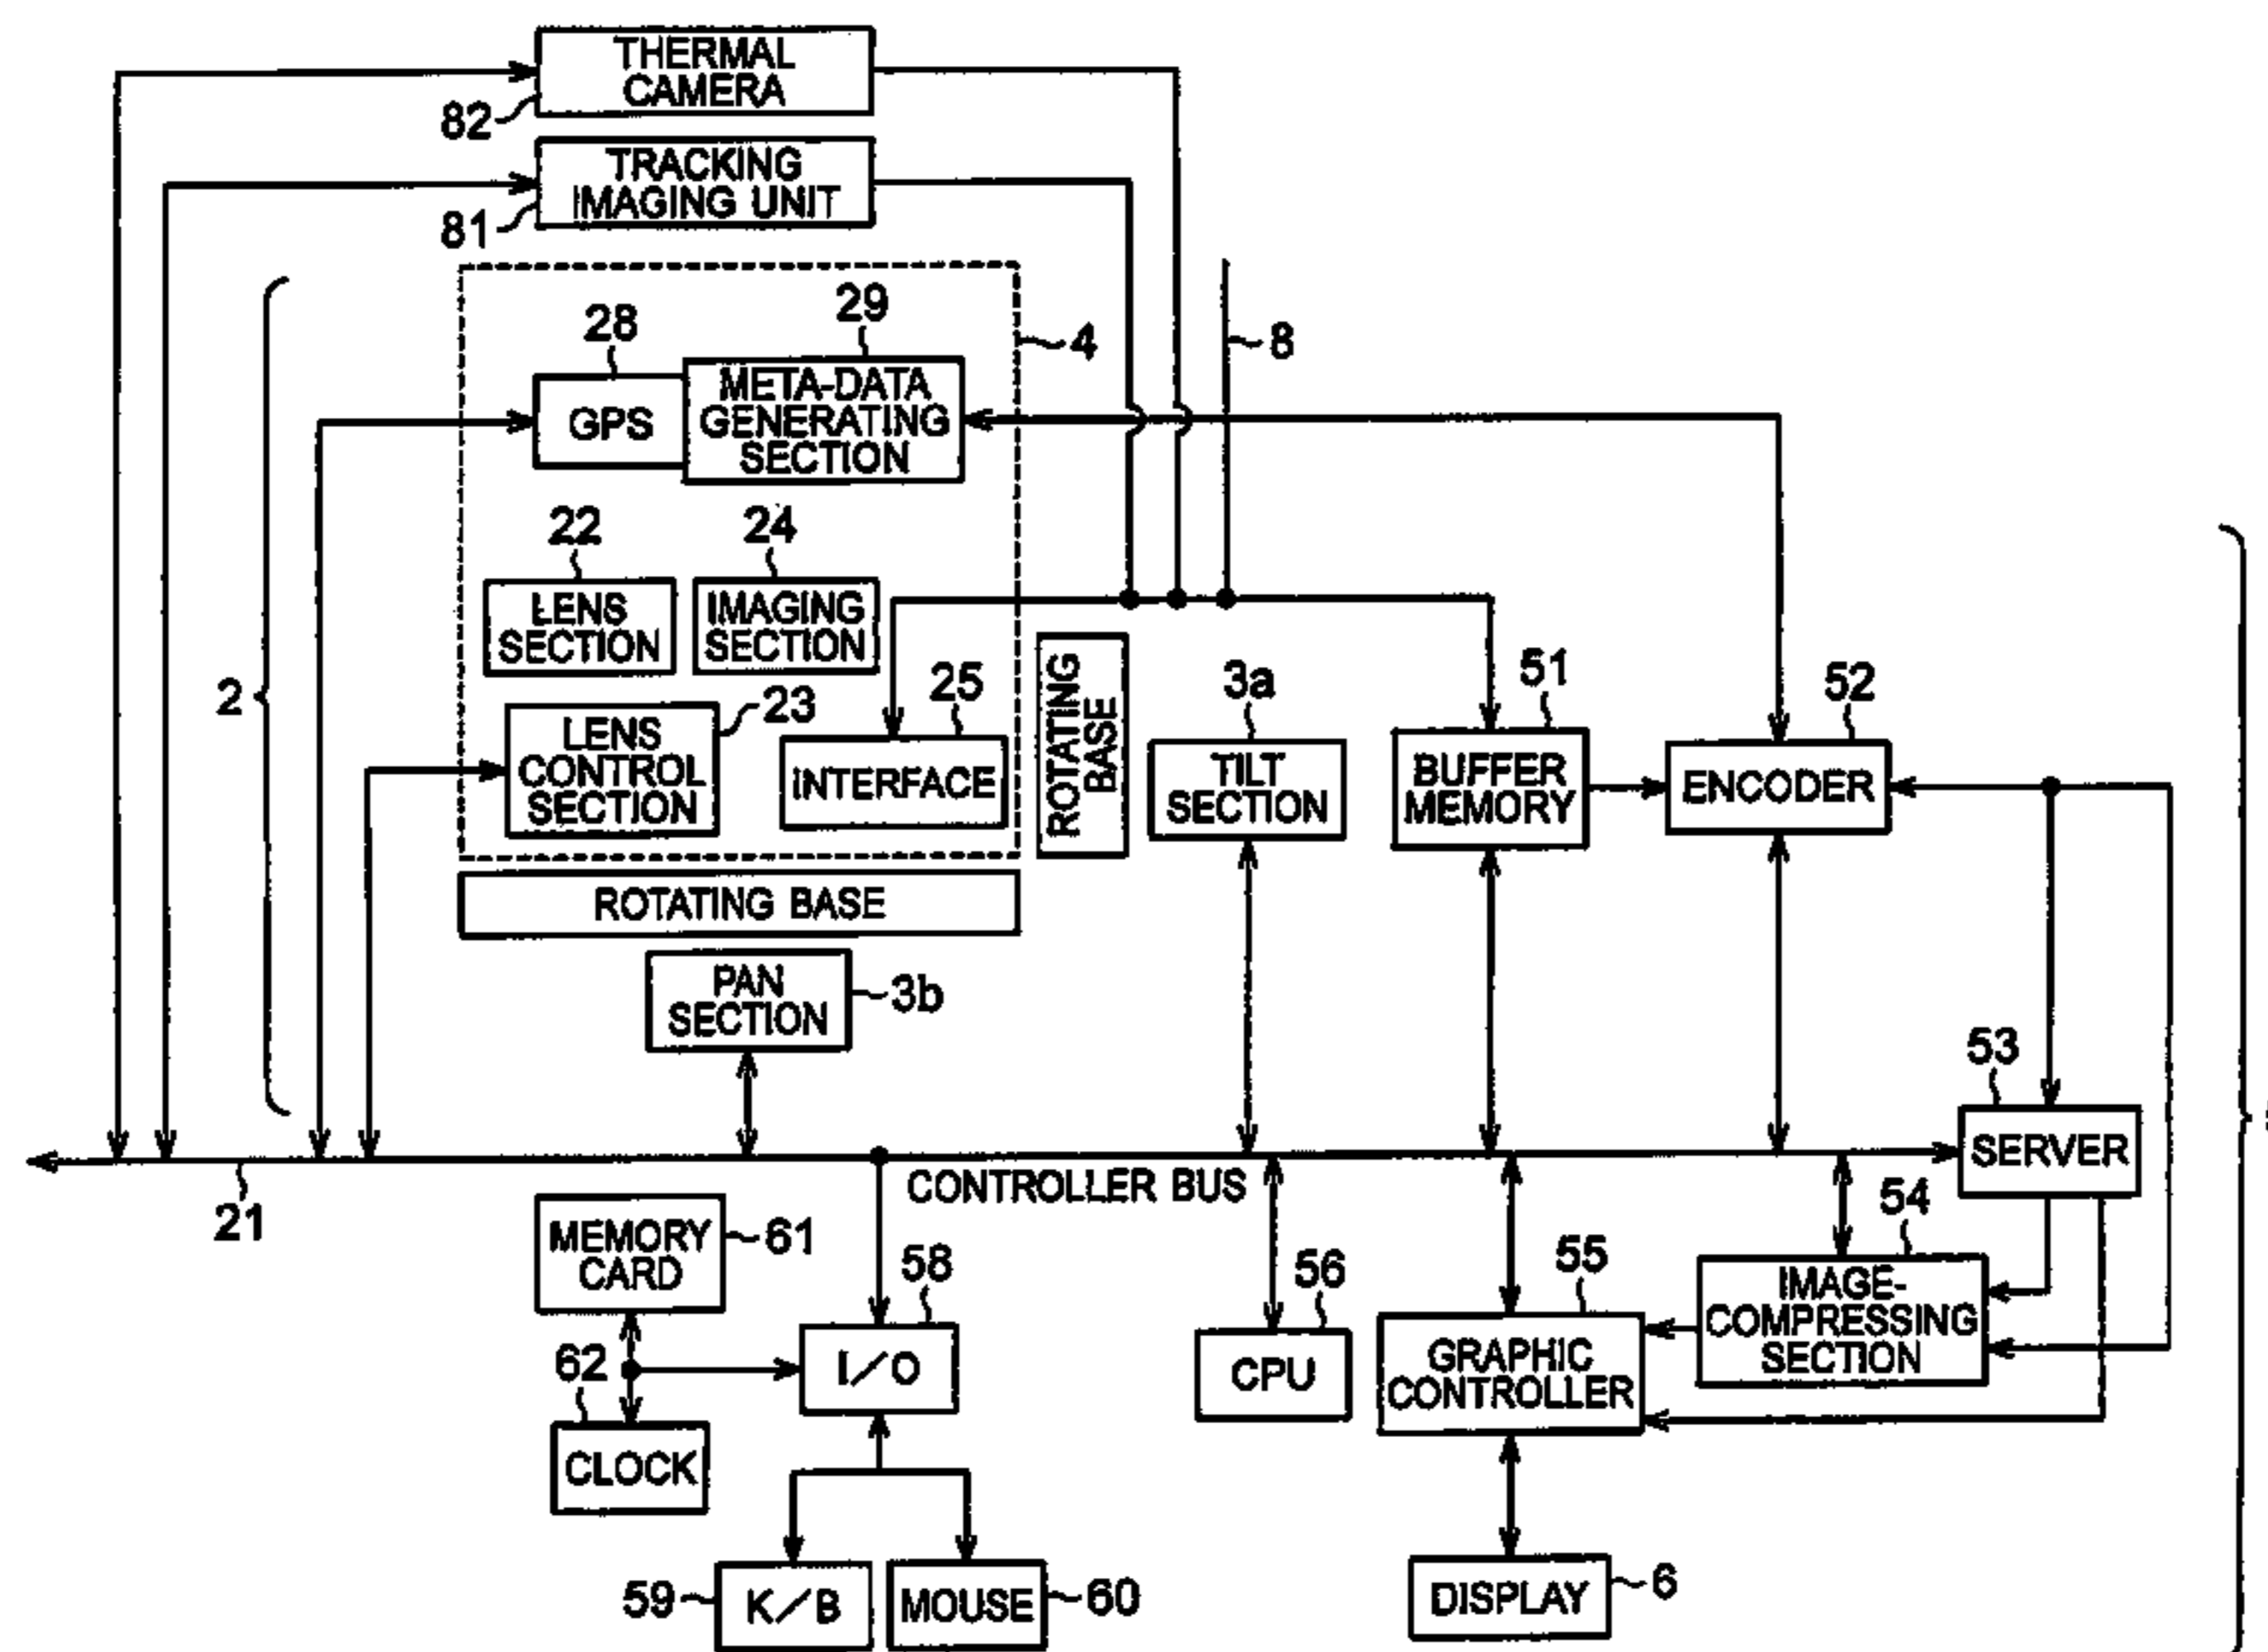 THERMAL
CAMERA
82
TRACKING
IMAGING UNIT
81
28
29
4
8
GPS
META-DATA
GENERATING
SECTION
22
24
LENS
SECTION
IMAGING
SECTION
2
23
25
LENS
CONTROL
SECTION
INTERFACE
ROTATING
BASE
3a
TILT
SECTION
51
BUFFER
MEMORY
52
ENCODER
ROTATING BASE
PAN
SECTION
3b
53
SERVER
CONTROLLER BUS
21
MEMORY
CARD
61
58
I/O
62
CLOCK
59
K/B
MOUSE
60
56
CPU
55
GRAPHIC
CONTROLLER
54
IMAGE-
COMPRESSING
SECTION
DISPLAY
6